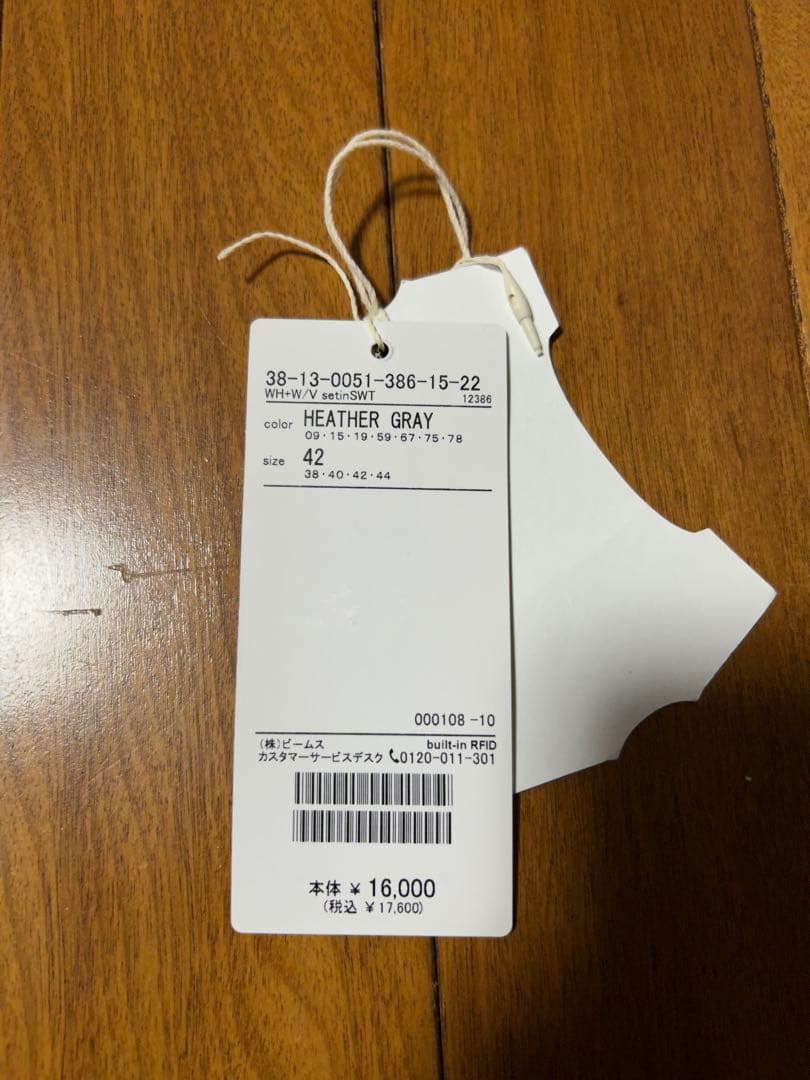 38-13-0051-386-15-22
WH+W/V setinSWT 12386
color HEATHER GRAY
09・15・19・59・67・75・78
size 42
38・40・42・44
000108 -10
(株)ビームス built-in RFID
カスタマーサービスデスク 0120-011-301
本体 ¥ 16,000
(税込 ¥ 17,600)